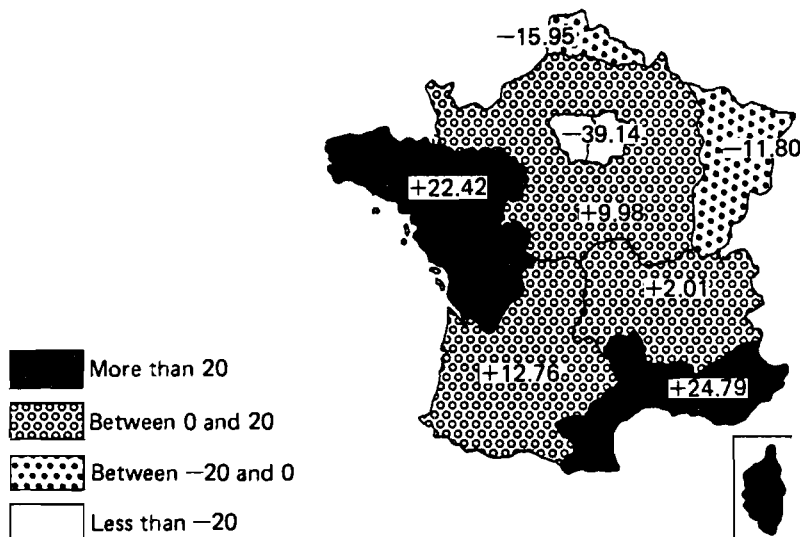 −15.95
−39.14
−11.80
+22.42
+9.98
+2.01
+12.76
+24.79
More than 20
Between 0 and 20
Between −20 and 0
Less than −20